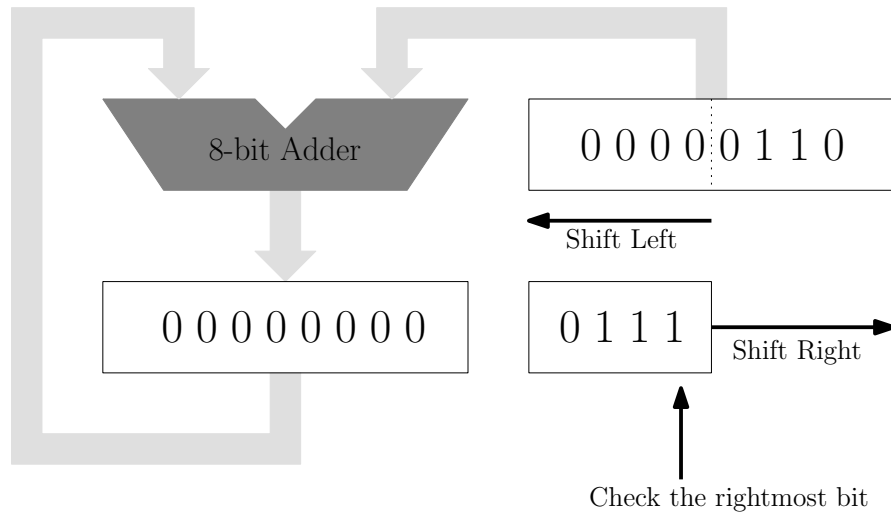 8-bit Adder
0 0 0 0 0 1 1 0
Shift Left
0 0 0 0 0 0 0 0
0 1 1 1
Shift Right
Check the rightmost bit